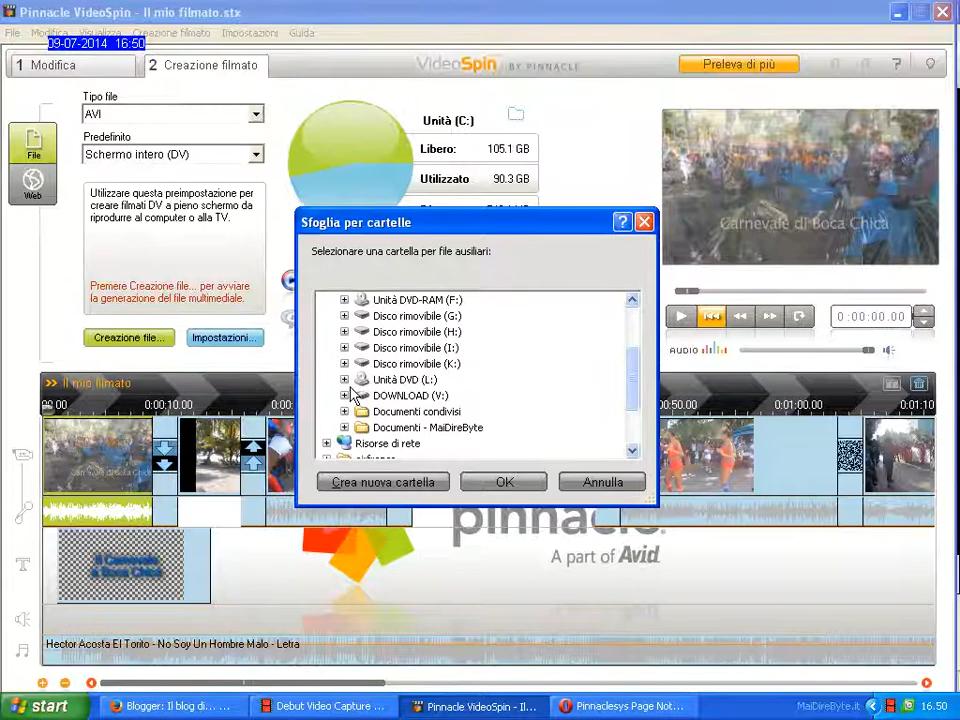 Pinnacle VideoSpin - Il mio filmato.stx
File Modifica Visualizza Creazione filmato Impostazioni Guida
09-07-2014 16:50
1 Modifica
2 Creazione filmato
VideoSpin BY PINNACLE
Preleva di più
?
Tipo file
AVI
Predefinito
Schermo intero (DV)
File
Web
Utilizzare questa preimpostazione per
creare filmati DV a pieno schermo da
riprodurre al computer o alla TV.
Premere Creazione file... per avviare
la generazione del file multimediale.
Creazione file...
Impostazioni...
Unità (C:)
Libero: 105.1 GB
Utilizzato 90.3 GB
Carnevale di Boca Chica
0:00:00.00
AUDIO
Sfoglia per cartelle
?
Selezionare una cartella per file ausiliari:
Unità DVD-RAM (F:)
Disco rimovibile (G:)
Disco rimovibile (H:)
Disco rimovibile (I:)
Disco rimovibile (K:)
Unità DVD (L:)
DOWNLOAD (V:)
Documenti condivisi
Documenti - MaiDireByte
Risorse di rete
Crea nuova cartella
OK
Annulla
>> Il mio filmato
0:00:10.00
0:00:50.00
0:01:10
Il Carnevale
a Boca Chica
pinnacle
A part of Avid
T
Hector Acosta El Torito - No Soy Un Hombre Malo - Letra
start
Blogger: Il blog di ...
Debut Video Capture ...
Pinnacle VideoSpin - Il...
Pinnaclesys Page Not...
MaiDireByte.it
16.50